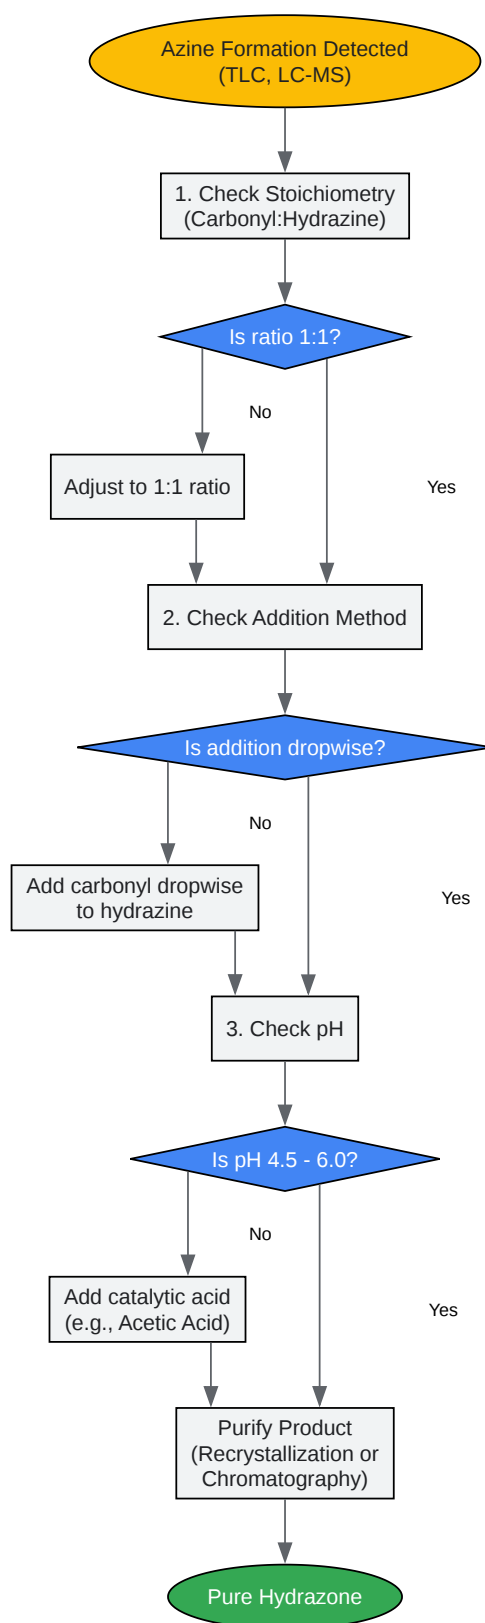 Azine Formation Detected
(TLC, LC-MS)
1. Check Stoichiometry
(Carbonyl:Hydrazine)
Is ratio 1:1?
No
Adjust to 1:1 ratio
Yes
2. Check Addition Method
Is addition dropwise?
No
Add carbonyl dropwise
to hydrazine
Yes
3. Check pH
Is pH 4.5 - 6.0?
No
Add catalytic acid
(e.g., Acetic Acid)
Yes
Purify Product
(Recrystallization or
Chromatography)
Pure Hydrazone